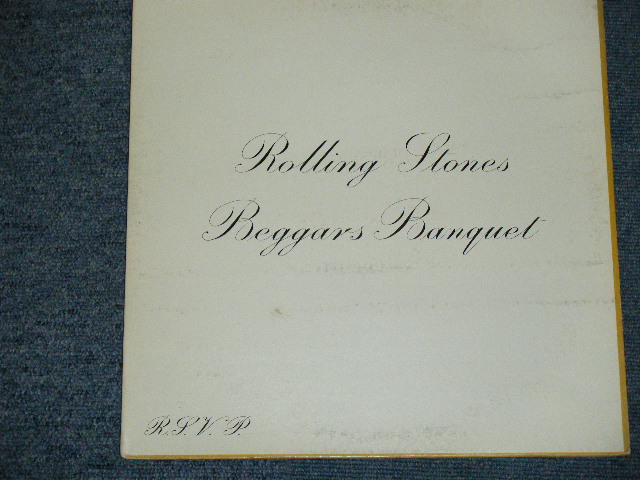 Rolling Stones
Beggars Banquet
R.S.V.P.